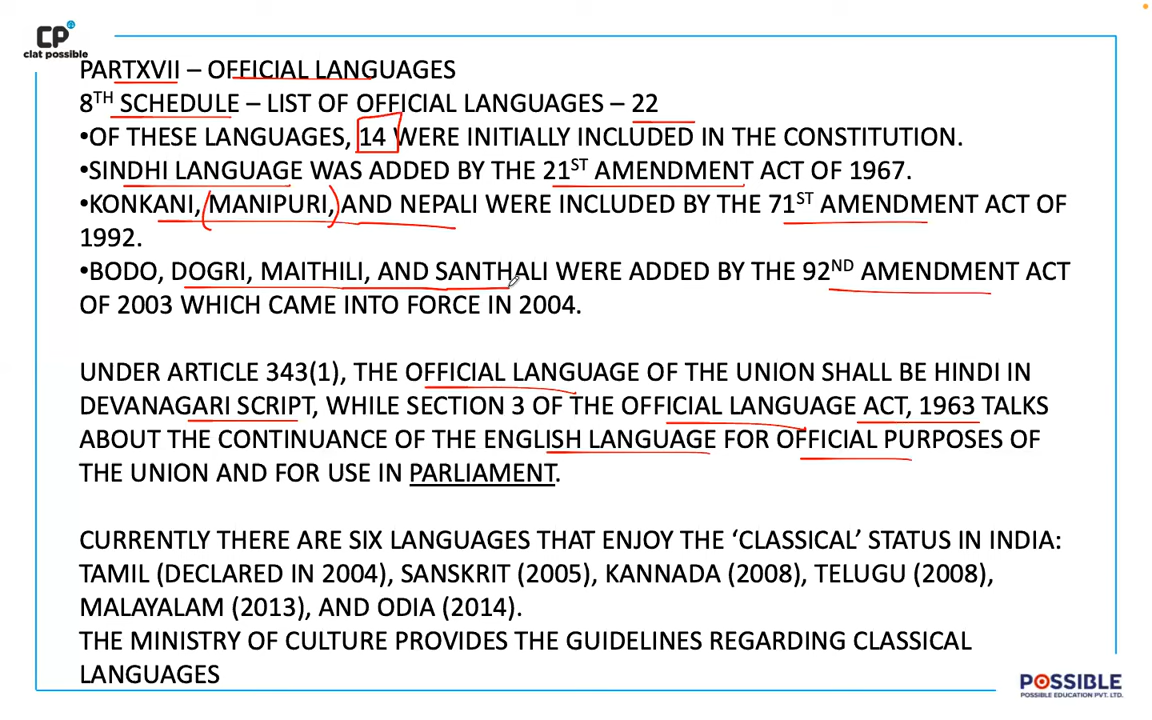 CP
clat possible
PARTXVII – OFFICIAL LANGUAGES
8TH SCHEDULE – LIST OF OFFICIAL LANGUAGES – 22
•OF THESE LANGUAGES, 14 WERE INITIALLY INCLUDED IN THE CONSTITUTION.
•SINDHI LANGUAGE WAS ADDED BY THE 21ST AMENDMENT ACT OF 1967.
•KONKANI, MANIPURI, AND NEPALI WERE INCLUDED BY THE 71ST AMENDMENT ACT OF
1992.
•BODO, DOGRI, MAITHILI, AND SANTHALI WERE ADDED BY THE 92ND AMENDMENT ACT
OF 2003 WHICH CAME INTO FORCE IN 2004.
UNDER ARTICLE 343(1), THE OFFICIAL LANGUAGE OF THE UNION SHALL BE HINDI IN
DEVANAGARI SCRIPT, WHILE SECTION 3 OF THE OFFICIAL LANGUAGE ACT, 1963 TALKS
ABOUT THE CONTINUANCE OF THE ENGLISH LANGUAGE FOR OFFICIAL PURPOSES OF
THE UNION AND FOR USE IN PARLIAMENT.
CURRENTLY THERE ARE SIX LANGUAGES THAT ENJOY THE ‘CLASSICAL’ STATUS IN INDIA:
TAMIL (DECLARED IN 2004), SANSKRIT (2005), KANNADA (2008), TELUGU (2008),
MALAYALAM (2013), AND ODIA (2014).
THE MINISTRY OF CULTURE PROVIDES THE GUIDELINES REGARDING CLASSICAL
LANGUAGES
POSSIBLE
POSSIBLE EDUCATION PVT. LTD.